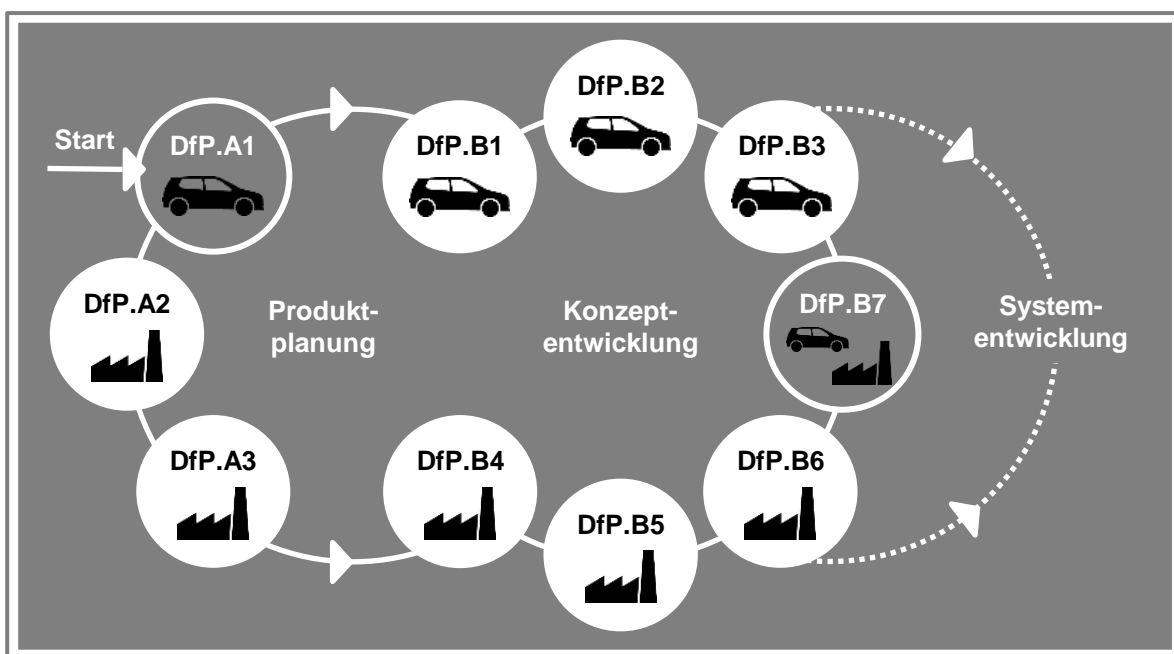 Start
DfP.A1
DfP.B1
DfP.B2
DfP.B3
DfP.A2
Produkt-
planung
Konzept-
entwicklung
DfP.B7
System-
entwicklung
DfP.A3
DfP.B4
DfP.B5
DfP.B6